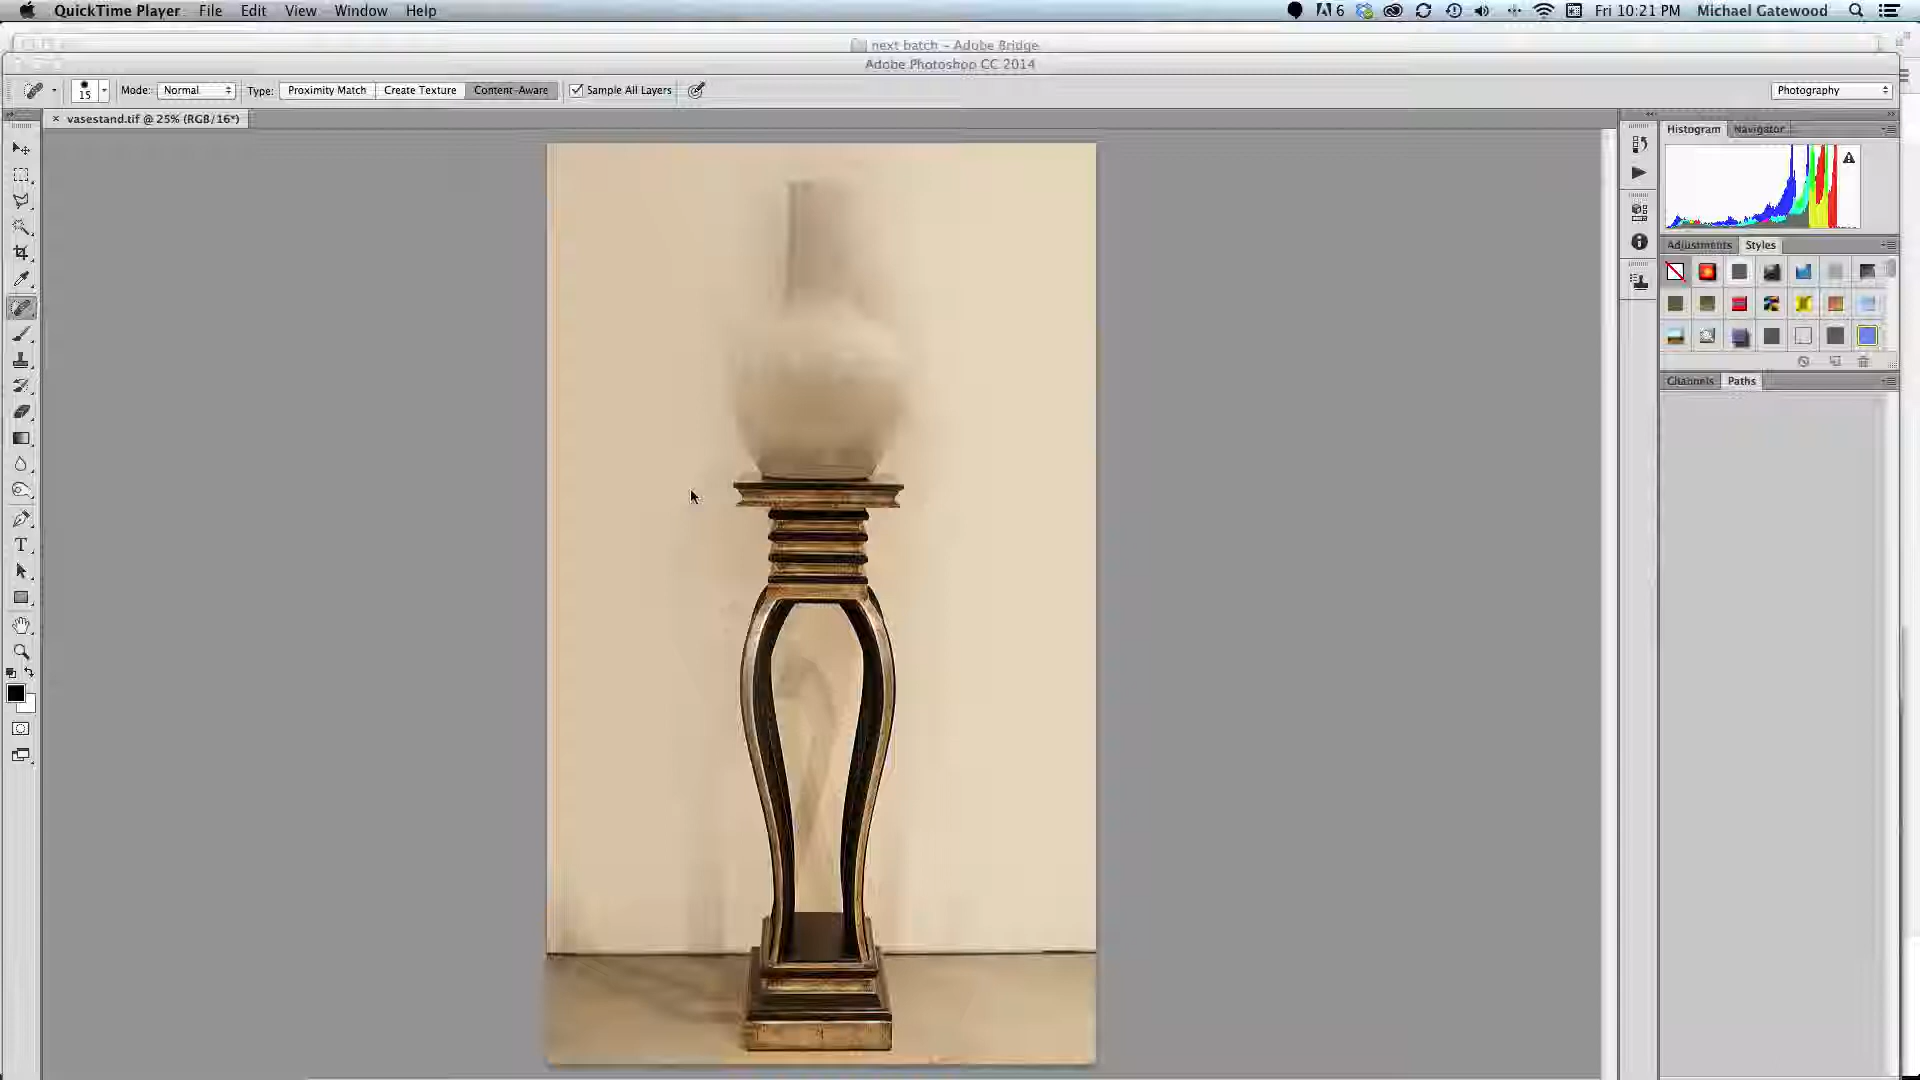 QuickTime Player File Edit View Window Help
6 Fri 10:21 PM Michael Gatewood
next batch – Adobe Bridge
Adobe Photoshop CC 2014
15 Mode: Normal Type: Proximity Match Create Texture Content-Aware Sample All Layers Photography
× vasestand.tif @ 25% (RGB/16*)
Histogram Navigator
Adjustments Styles
Channels Paths
T